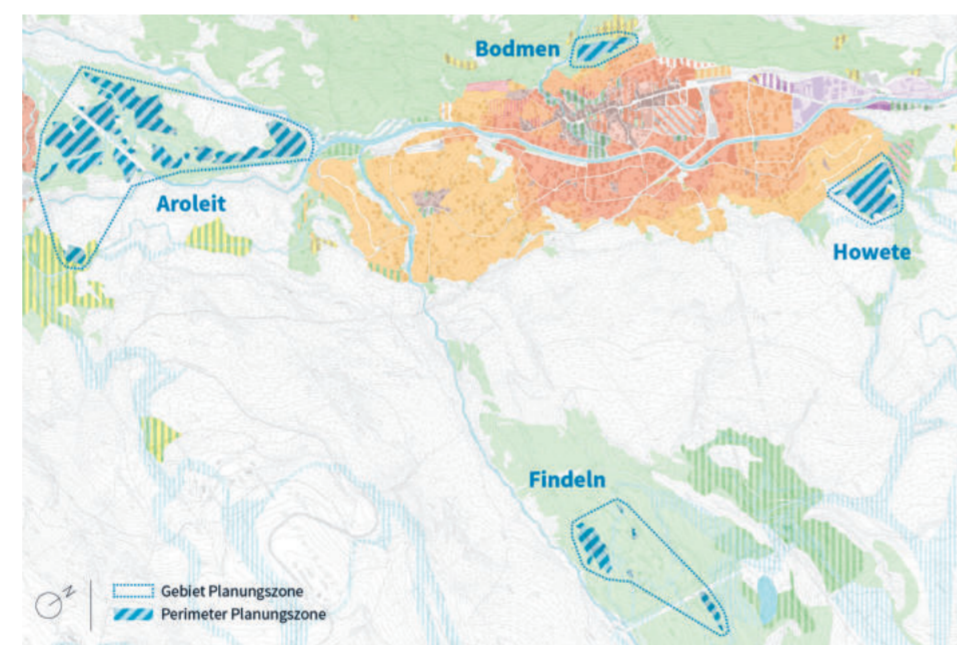 Bodmen
Aroleit
Howete
Findeln
N
Gebiet Planungszone
Perimeter Planungszone